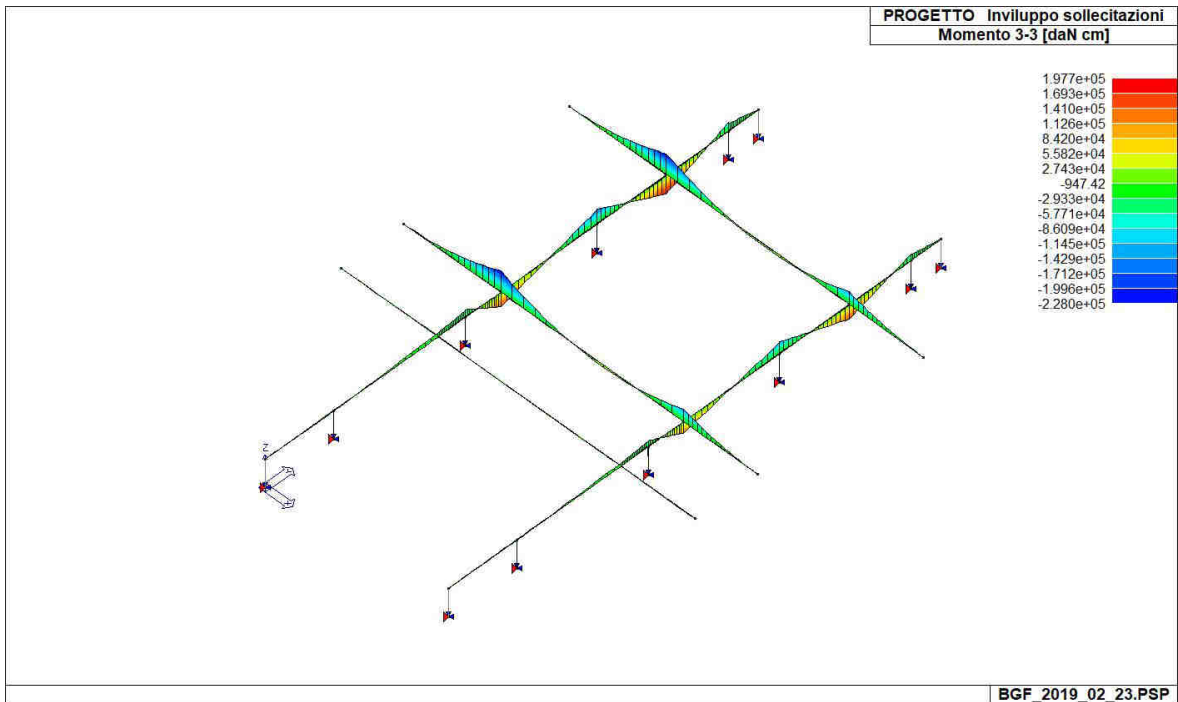 PROGETTO Inviluppo sollecitazioni
Momento 3-3 [daN cm]
1.977e+05
1.693e+05
1.410e+05
1.126e+05
8.420e+04
5.582e+04
2.743e+04
-947.42
-2.933e+04
-5.771e+04
-8.609e+04
-1.145e+05
-1.429e+05
-1.712e+05
-1.996e+05
-2.280e+05
Z
BGF_2019_02_23.PSP